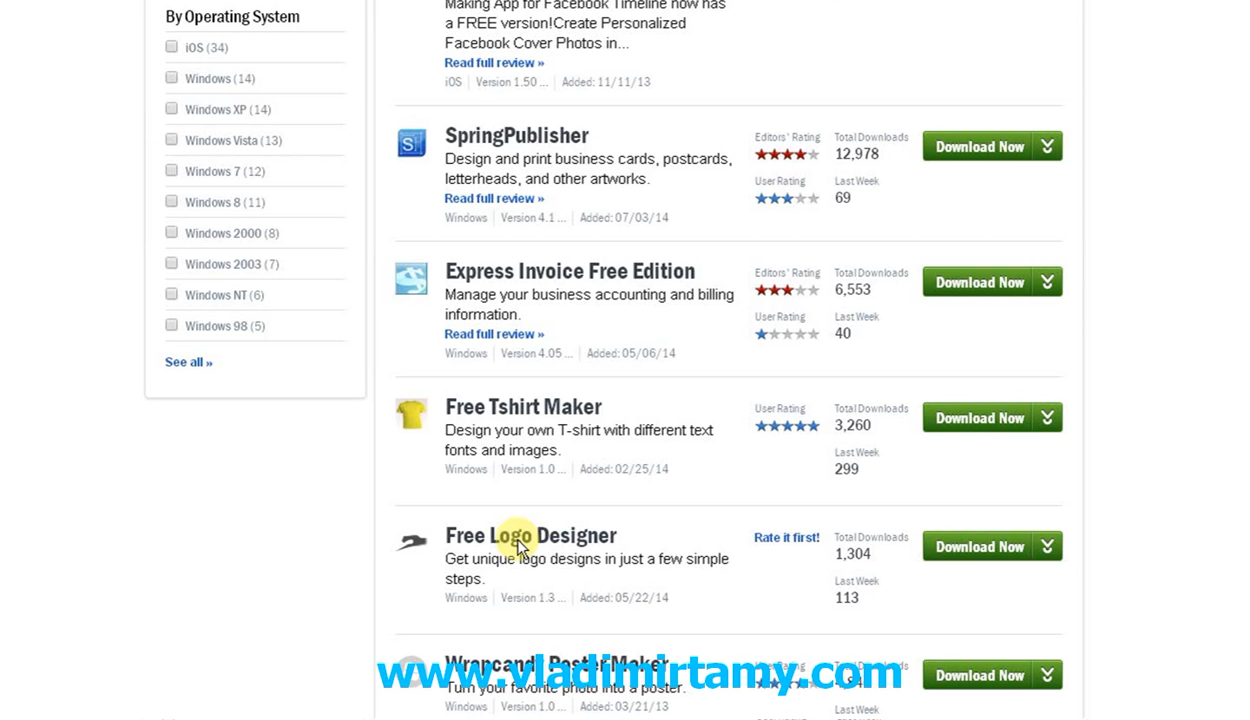 By Operating System
iOS (34)
Windows (14)
Windows XP (14)
Windows Vista (13)
Windows 7 (12)
Windows 8 (11)
Windows 2000 (8)
Windows 2003 (7)
Windows NT (6)
Windows 98 (5)
See all »
Making App for Facebook Timeline now has
a FREE version!Create Personalized
Facebook Cover Photos in...
Read full review »
iOS | Version 1.50 ... | Added: 11/11/13
SpringPublisher
Design and print business cards, postcards,
letterheads, and other artworks.
Read full review »
Windows | Version 4.1 ... | Added: 07/03/14
Editors' Rating
User Rating
Total Downloads
12,978
Last Week
69
Download Now
Express Invoice Free Edition
Manage your business accounting and billing
information.
Read full review »
Windows | Version 4.05 ... | Added: 05/06/14
Editors' Rating
User Rating
Total Downloads
6,553
Last Week
40
Download Now
Free Tshirt Maker
Design your own T-shirt with different text
fonts and images.
Windows | Version 1.0 ... | Added: 02/25/14
User Rating
Total Downloads
3,260
Last Week
299
Download Now
Free Logo Designer
Get unique logo designs in just a few simple
steps.
Windows | Version 1.3 ... | Added: 05/22/14
Rate it first!
Total Downloads
1,304
Last Week
113
Download Now
Wrapcandy Poster Maker
Turn your favorite photo into a poster.
Windows | Version 1.0 ... | Added: 03/21/13
Last Week
Download Now
www.vladimirtamy.com